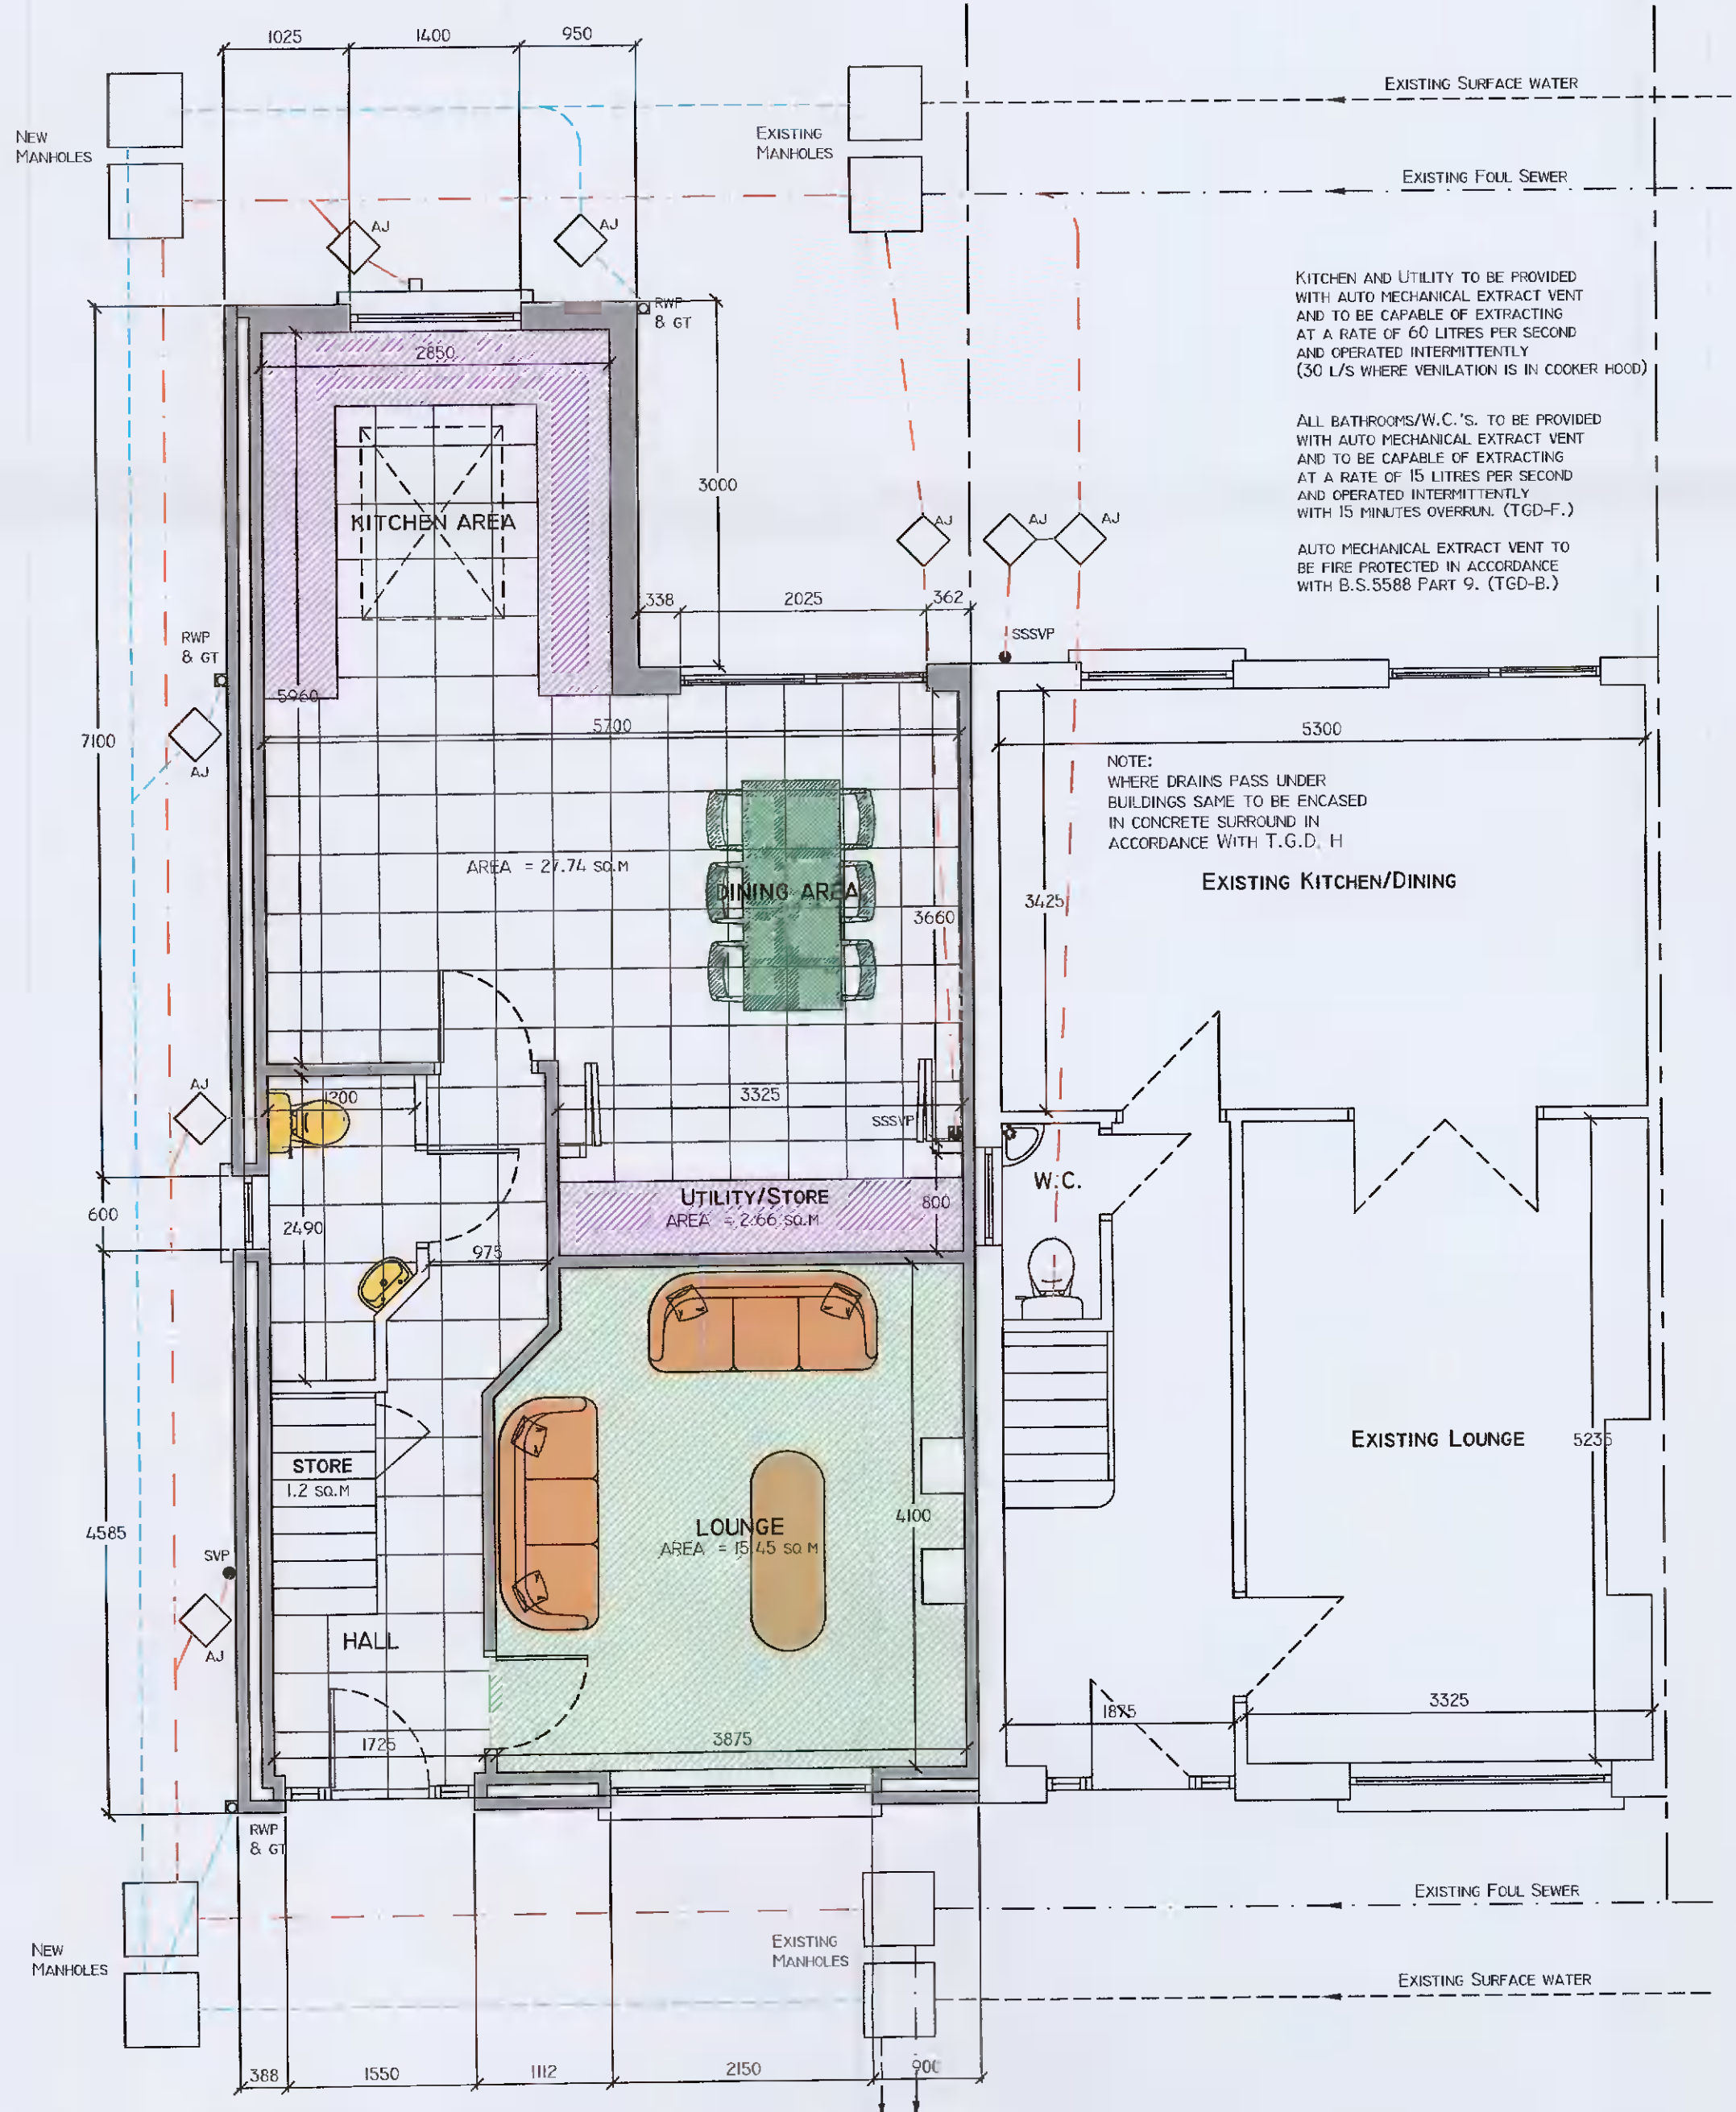 1025
1400
950
EXISTING SURFACE WATER
NEW
MANHOLES
EXISTING
MANHOLES
EXISTING FOUL SEWER
AJ
AJ
RWP
& GT
KITCHEN AND UTILITY TO BE PROVIDED
WITH AUTO MECHANICAL EXTRACT VENT
AND TO BE CAPABLE OF EXTRACTING
AT A RATE OF 60 LITRES PER SECOND
AND OPERATED INTERMITTENTLY
(30 L/S WHERE VENILATION IS IN COOKER HOOD)
ALL BATHROOMS/W.C.'S. TO BE PROVIDED
WITH AUTO MECHANICAL EXTRACT VENT
AND TO BE CAPABLE OF EXTRACTING
AT A RATE OF 15 LITRES PER SECOND
AND OPERATED INTERMITTENTLY
WITH 15 MINUTES OVERRUN. (TGD-F.)
AUTO MECHANICAL EXTRACT VENT TO
BE FIRE PROTECTED IN ACCORDANCE
WITH B.S.5588 PART 9. (TGD-B.)
2850
3000
KITCHEN AREA
AJ
AJ
AJ
338
2025
362
SSSVP
RWP
& GT
5960
5700
5300
7100
AJ
NOTE:
WHERE DRAINS PASS UNDER
BUILDINGS SAME TO BE ENCASED
IN CONCRETE SURROUND IN
ACCORDANCE WITH T.G.D. H
AREA = 27.74 SQ.M
DINING AREA
EXISTING KITCHEN/DINING
3425
3660
AJ
1200
3325
SSSVP
W.C.
UTILITY/STORE
AREA = 2.66 SQ.M
800
600
2490
975
STORE
1.2 SQ.M
EXISTING LOUNGE
5235
4100
LOUNGE
AREA = 15.45 SQ M
4585
SVP
AJ
HALL
1725
3875
1875
3325
RWP
& GT
EXISTING FOUL SEWER
NEW
MANHOLES
EXISTING
MANHOLES
EXISTING SURFACE WATER
388
1550
1112
2150
900